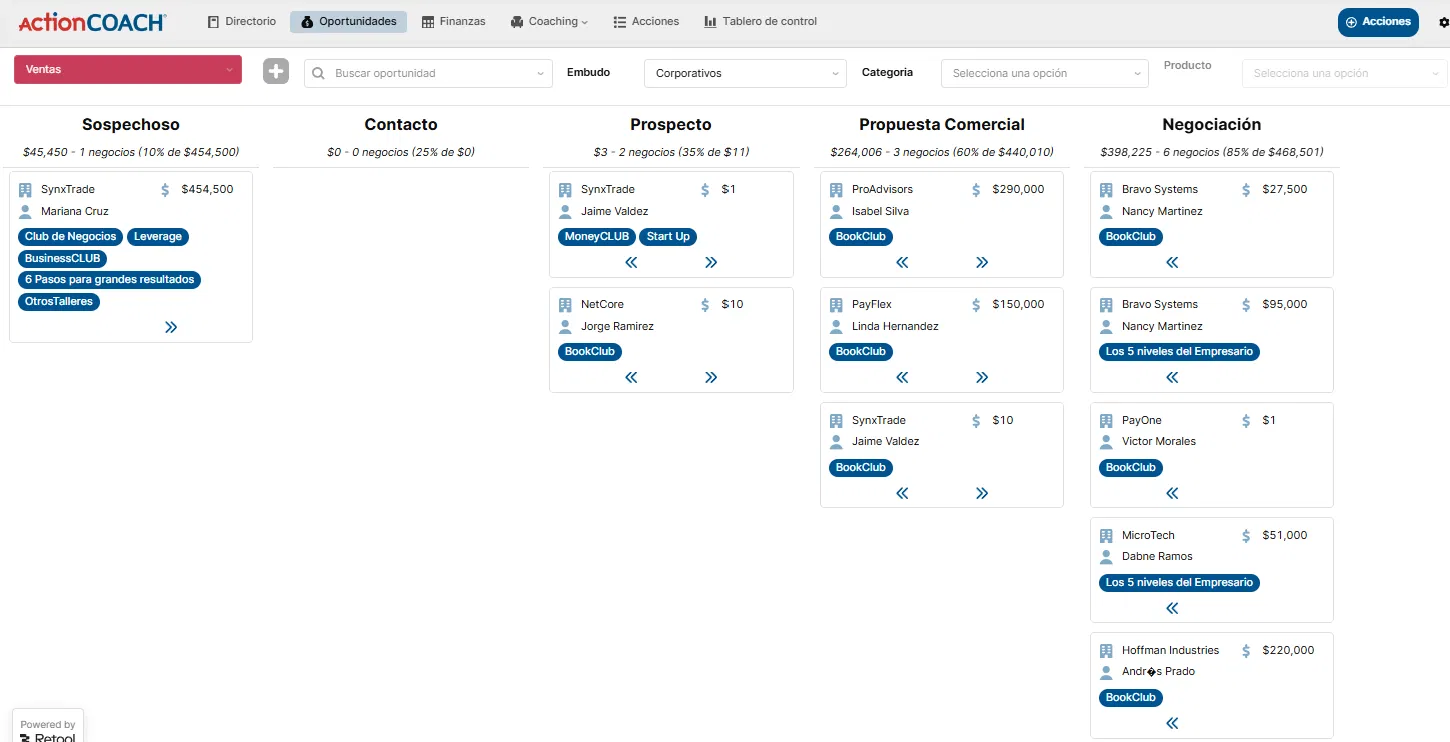 ActionCOACH
Directorio
Oportunidades
Finanzas
Coaching
Acciones
Tablero de control
Acciones
Ventas
Buscar oportunidad
Embudo
Corporativos
Categoria
Selecciona una opción
Producto
Selecciona una opción
Sospechoso
$45,450 - 1 negocios (10% de $454,500)
SynxTrade
$454,500
Mariana Cruz
Club de Negocios
Leverage
BusinessCLUB
6 Pasos para grandes resultados
OtrosTalleres
Contacto
$0 - 0 negocios (25% de $0)
Prospecto
$3 - 2 negocios (35% de $11)
SynxTrade
$1
Jaime Valdez
MoneyCLUB
Start Up
NetCore
$10
Jorge Ramirez
BookClub
Propuesta Comercial
$264,006 - 3 negocios (60% de $440,010)
ProAdvisors
$290,000
Isabel Silva
BookClub
PayFlex
$150,000
Linda Hernandez
BookClub
SynxTrade
$10
Jaime Valdez
BookClub
Negociación
$398,225 - 6 negocios (85% de $468,501)
Bravo Systems
$27,500
Nancy Martinez
BookClub
Bravo Systems
$95,000
Nancy Martinez
Los 5 niveles del Empresario
PayOne
$1
Victor Morales
BookClub
MicroTech
$51,000
Dabne Ramos
Los 5 niveles del Empresario
Hoffman Industries
$220,000
Andr�s Prado
BookClub
Powered by
Retool